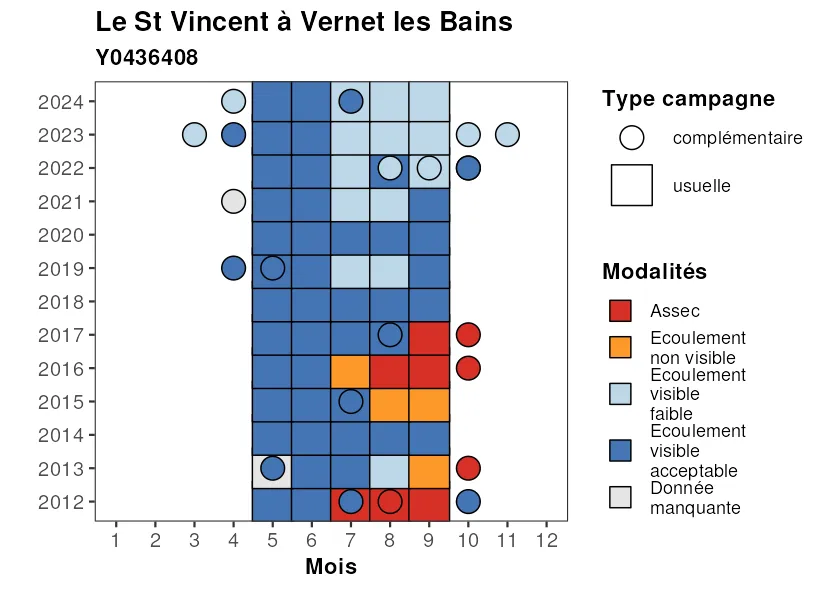 Le St Vincent à Vernet les Bains
Y0436408
2024
2023
2022
2021
2020
2019
2018
2017
2016
2015
2014
2013
2012
1 2 3 4 5 6 7 8 9 10 11 12
Mois
Type campagne
complémentaire
usuelle
Modalités
Assec
Ecoulement
non visible
Ecoulement
visible
faible
Ecoulement
visible
acceptable
Donnée
manquante